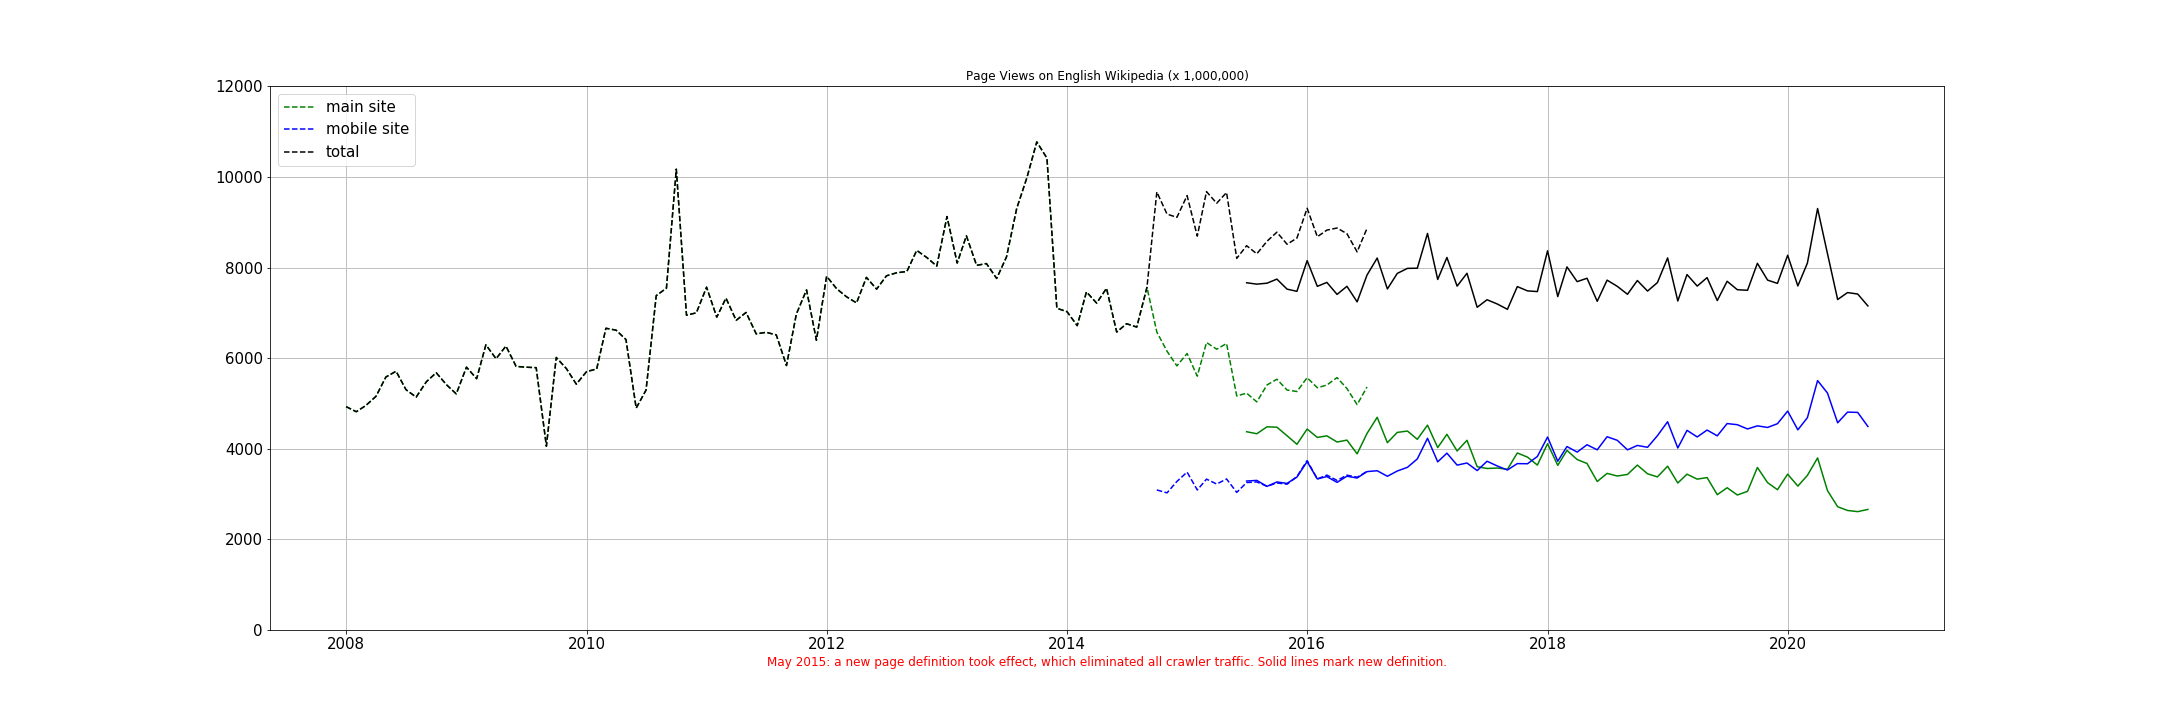 Page Views on English Wikipedia (x 1,000,000)
12000
10000
8000
6000
4000
2000
0
main site
mobile site
total
2008 2010 2012 2014 2016 2018 2020
May 2015: a new page definition took effect, which eliminated all crawler traffic. Solid lines mark new definition.